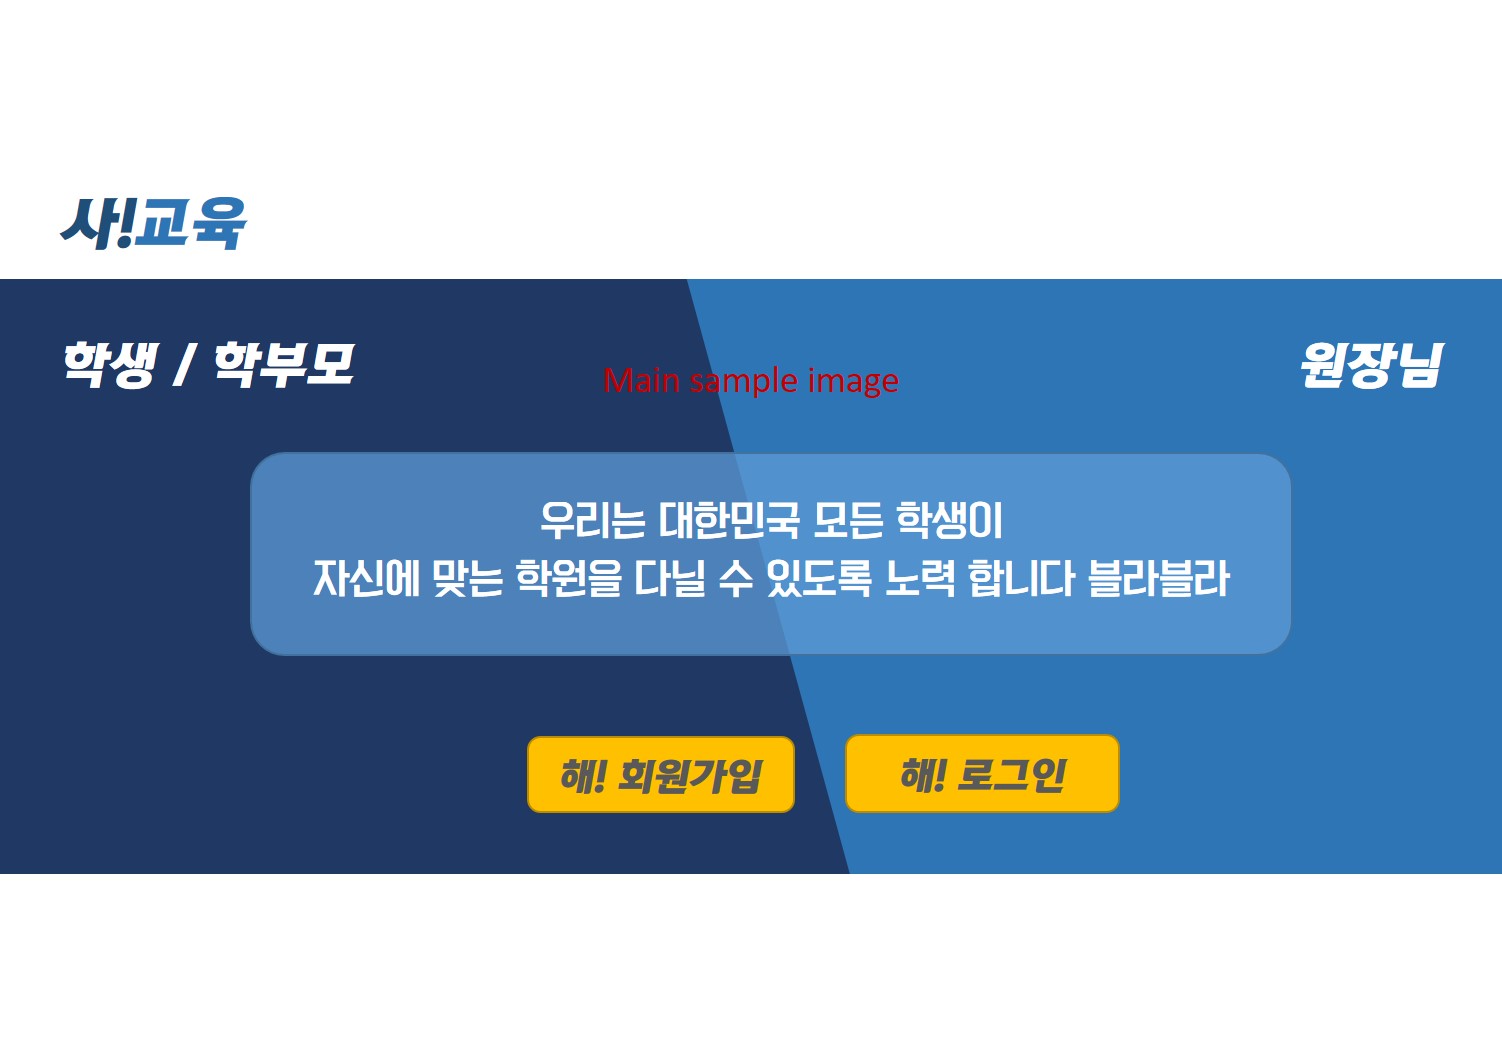 사!교육
학생 / 학부모
Main sample image
원장님
우리는 대한민국 모든 학생이
자신에 맞는 학원을 다닐 수 있도록 노력 합니다 블라블라
해! 회원가입
해! 로그인